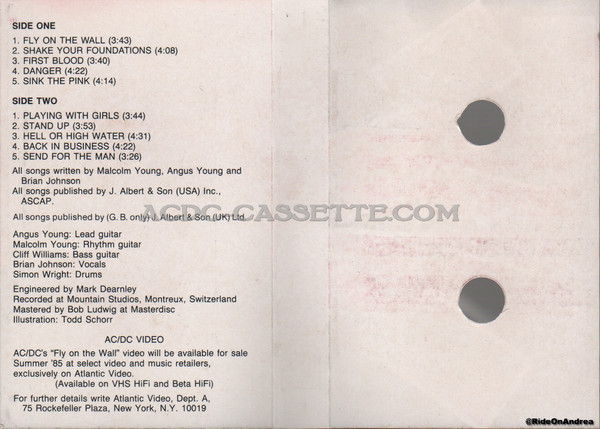 SIDE ONE
1. FLY ON THE WALL (3:43)
2. SHAKE YOUR FOUNDATIONS (4:08)
3. FIRST BLOOD (3:40)
4. DANGER (4:22)
5. SINK THE PINK (4:14)
SIDE TWO
1. PLAYING WITH GIRLS (3:44)
2. STAND UP (3:53)
3. HELL OR HIGH WATER (4:31)
4. BACK IN BUSINESS (4:22)
5. SEND FOR THE MAN (3:26)
All songs written by Malcolm Young, Angus Young and
Brian Johnson
All songs published by J. Albert & Son (USA) Inc.,
ASCAP.
All songs published by (G.B. only) J. Albert & Son (UK) Ltd.
ACDC-CASSETTE.COM
Angus Young: Lead guitar
Malcolm Young: Rhythm guitar
Cliff Williams: Bass guitar
Brian Johnson: Vocals
Simon Wright: Drums
Engineered by Mark Dearnley
Recorded at Mountain Studios, Montreux, Switzerland
Mastered by Bob Ludwig at Masterdisc
Illustration: Todd Schorr
AC/DC VIDEO
AC/DC's "Fly on the Wall" video will be available for sale
Summer '85 at select video and music retailers,
exclusively on Atlantic Video.
(Available on VHS HiFi and Beta HiFi)
For further details write Atlantic Video, Dept. A,
75 Rockefeller Plaza, New York, N.Y. 10019
@RideOnAndrea